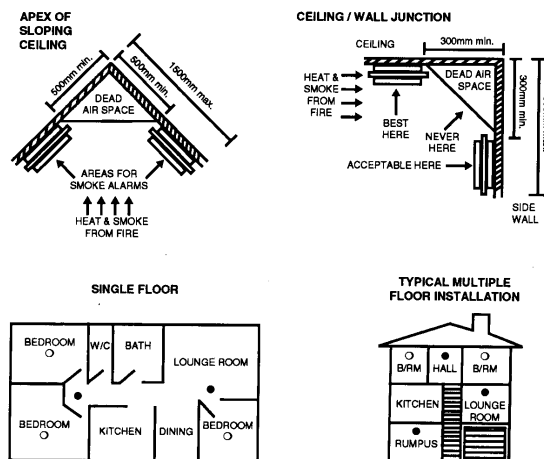 APEX OF
SLOPING
CEILING
500mm min.
500mm min.
1500mm max.
DEAD
AIR SPACE
AREAS FOR
SMOKE ALARMS
HEAT & SMOKE
FROM FIRE
CEILING / WALL JUNCTION
CEILING
300mm min.
HEAT &
SMOKE
FROM
FIRE
DEAD AIR
SPACE
300mm min.
BEST
HERE
NEVER
HERE
ACCEPTABLE HERE
SIDE
WALL
SINGLE FLOOR
BEDROOM
W/C
BATH
LOUNGE ROOM
BEDROOM
KITCHEN
DINING
BEDROOM
TYPICAL MULTIPLE
FLOOR INSTALLATION
B/RM
HALL
B/RM
KITCHEN
LOUNGE
ROOM
RUMPUS